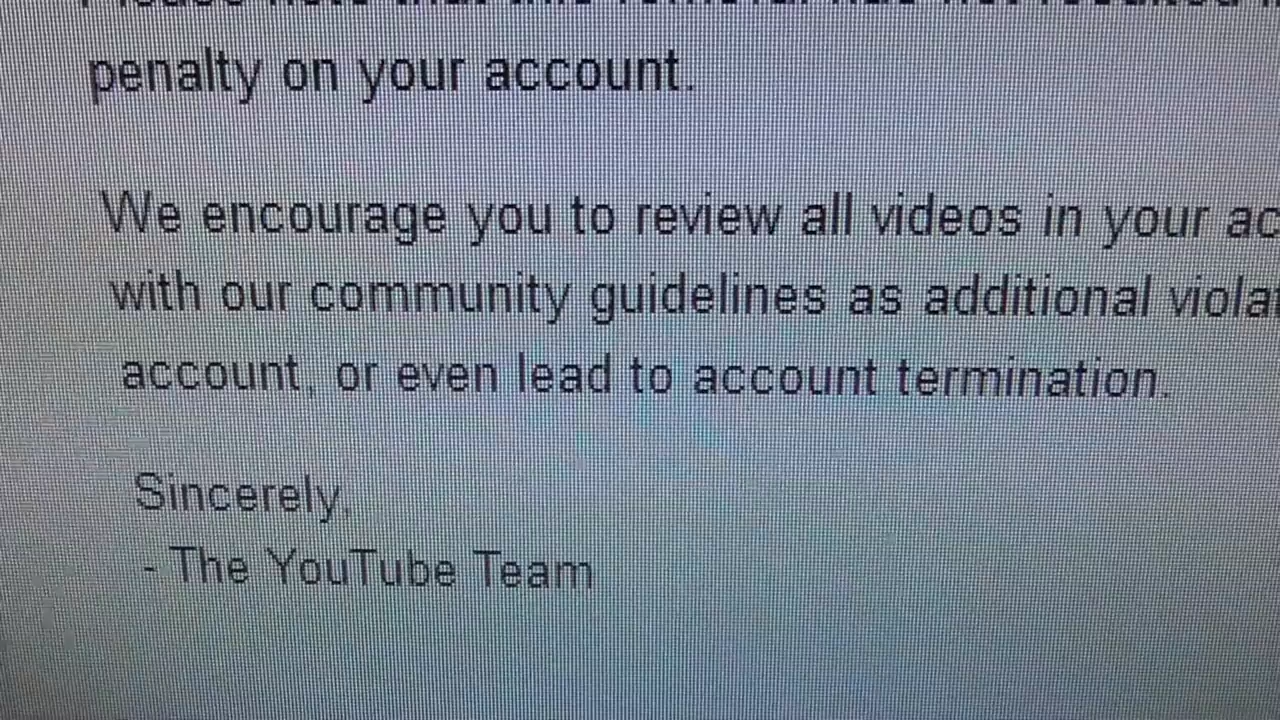 penalty on your account.
We encourage you to review all videos in your ac
with our community guidelines as additional viola
account, or even lead to account termination.
Sincerely,
- The YouTube Team